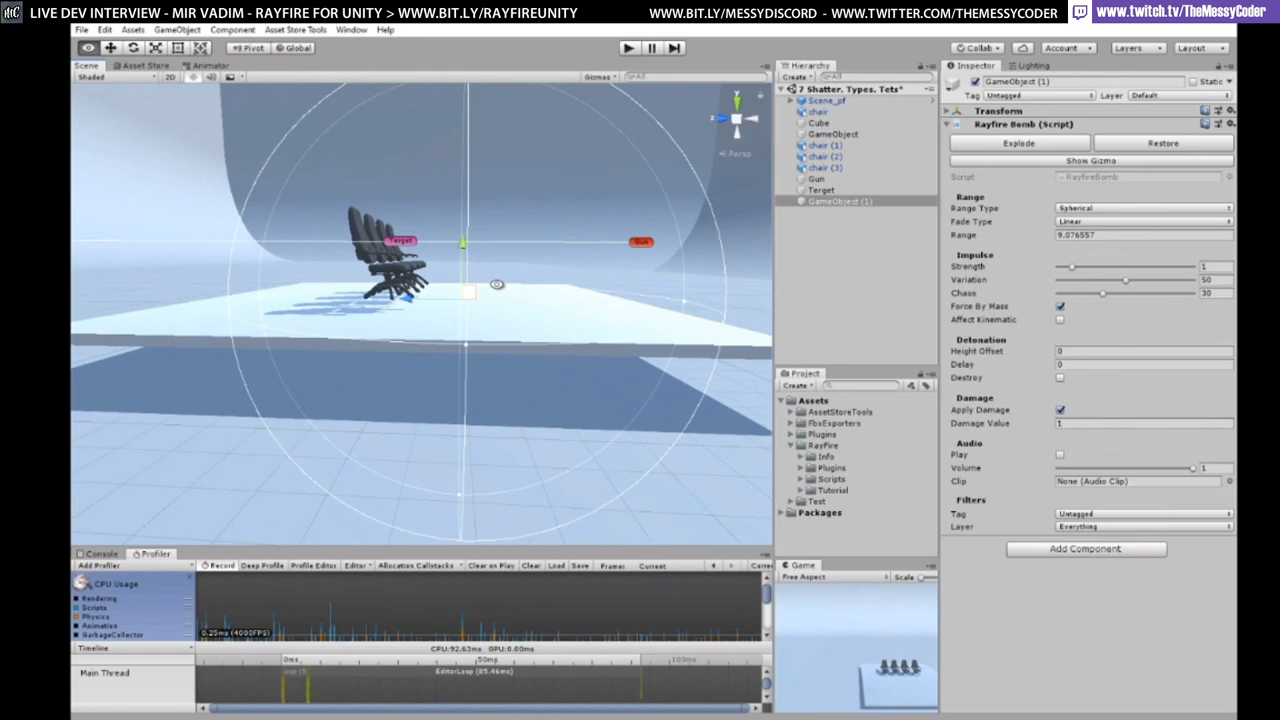 LIVE DEV INTERVIEW - MIR VADIM - RAYFIRE FOR UNITY > WWW.BIT.LY/RAYFIREUNITY WWW.BIT.LY/MESSYDISCORD - WWW.TWITTER.COM/THEMESSYCODER www.twitch.tv/TheMessyCoder
File Edit Assets GameObject Component Asset Store Tools Window Help
Pivot Global Collab Account Layers Layout
Scene Asset Store Animator
Shaded 2D Gizmos All
Persp
Target
Gun
Hierarchy
Create All
7 Shatter. Types. Tets*
Scene_pf
chair
Cube
GameObject
chair (1)
chair (2)
chair (3)
Gun
Terget
GameObject (1)
Project
Create
Assets
AssetStoreTools
FbxExporters
Plugins
RayFire
Info
Plugins
Scripts
Tutorial
Test
Packages
Inspector Lighting
GameObject (1) Static
Tag Untagged Layer Default
Transform
Rayfire Bomb (Script)
Explode Restore
Show Gizmo
Script RayfireBomb
Range
Range Type Spherical
Fade Type Linear
Range 9.076557
Impulse
Strength 1
Variation 50
Chaos 30
Force By Mass
Affect Kinematic
Detonation
Height Offset 0
Delay 0
Destroy
Damage
Apply Damage
Damage Value 1
Audio
Play
Volume 1
Clip None (Audio Clip)
Filters
Tag Untagged
Layer Everything
Add Component
Console Profiler
Add Profiler Record Deep Profile Profile Editor Editor Allocation Callstacks Clear on Play Clear Load Save Frame: Current
CPU Usage
Rendering
Scripts
Physics
Animation
GarbageCollector
0.25ms (4000FPS)
Timeline CPU:92.63ms GPU:0.00ms
0ms 50ms 100ms
Main Thread EditorLoop (85.46ms)
Game
Free Aspect Scale